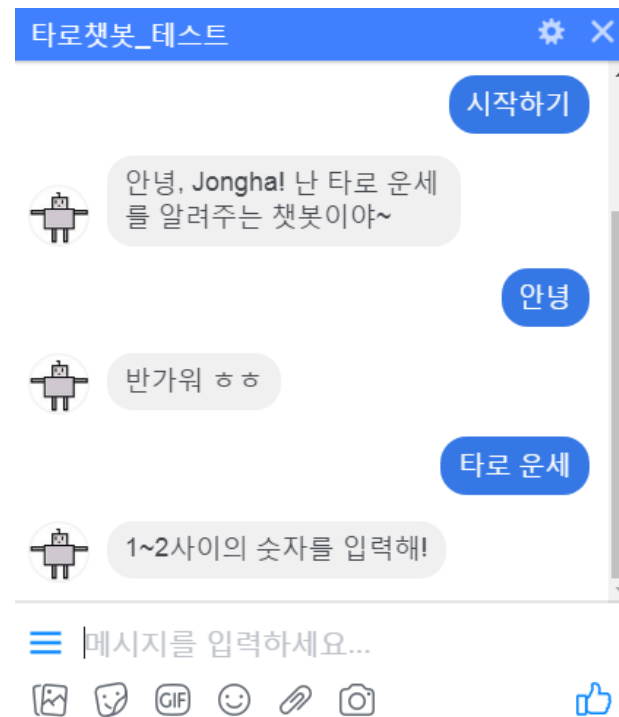 타로챗봇_테스트
시작하기
안녕, Jongha! 난 타로 운세
를 알려주는 챗봇이야~
안녕
반가워 ㅎㅎ
타로 운세
1~2사이의 숫자를 입력해!
메시지를 입력하세요...
GIF